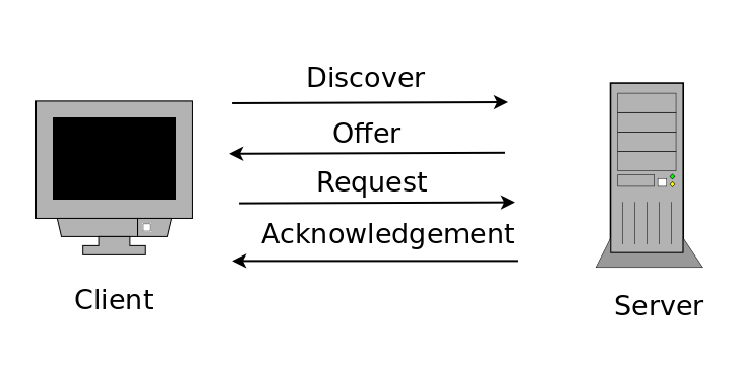 Discover
Offer
Request
Acknowledgement
Client
Server